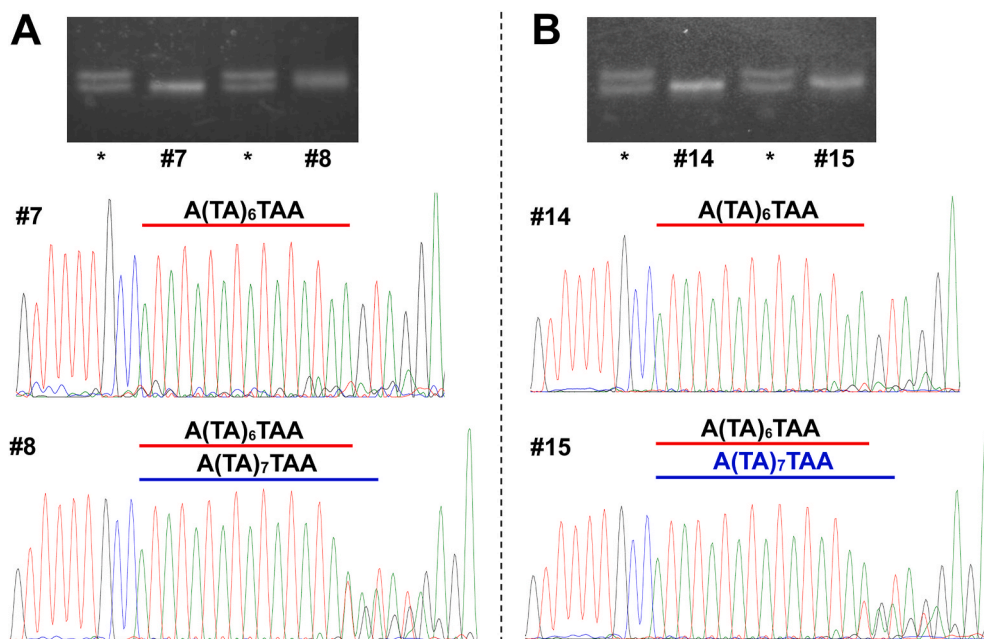 A
B
* #7 * #8
* #14 * #15
#7
A(TA)₆TAA
#14
A(TA)₆TAA
#8
A(TA)₆TAA
A(TA)₇TAA
#15
A(TA)₆TAA
A(TA)₇TAA